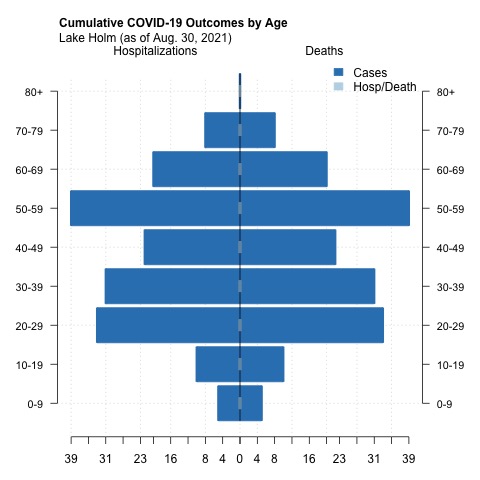 Cumulative COVID-19 Outcomes by Age
Lake Holm (as of Aug. 30, 2021)
Hospitalizations Deaths
Cases
Hosp/Death
80+ 80+
70-79 70-79
60-69 60-69
50-59 50-59
40-49 40-49
30-39 30-39
20-29 20-29
10-19 10-19
0-9 0-9
39 31 23 16 8 4 0 4 8 16 23 31 39